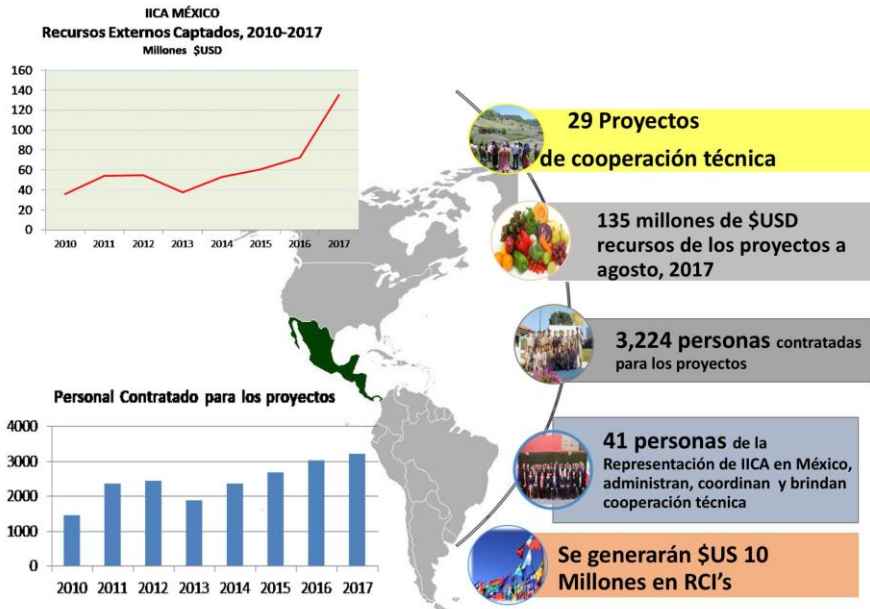 IICA MÉXICO
Recursos Externos Captados, 2010-2017
Millones $USD
160
140
120
100
80
60
40
20
0
2010 2011 2012 2013 2014 2015 2016 2017
29 Proyectos
de cooperación técnica
135 millones de $USD
recursos de los proyectos a
agosto, 2017
3,224 personas contratadas
para los proyectos
Personal Contratado para los proyectos
4000
3000
2000
1000
0
2010 2011 2012 2013 2014 2015 2016 2017
41 personas de la
Representación de IICA en México,
administran, coordinan y brindan
cooperación técnica
Se generarán $US 10
Millones en RCI's